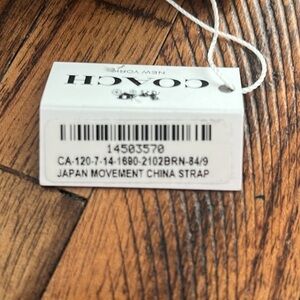 COACH
NEW YORK
14503570
CA-120-7-14-1690-2102BRN-84/9
JAPAN MOVEMENT CHINA STRAP